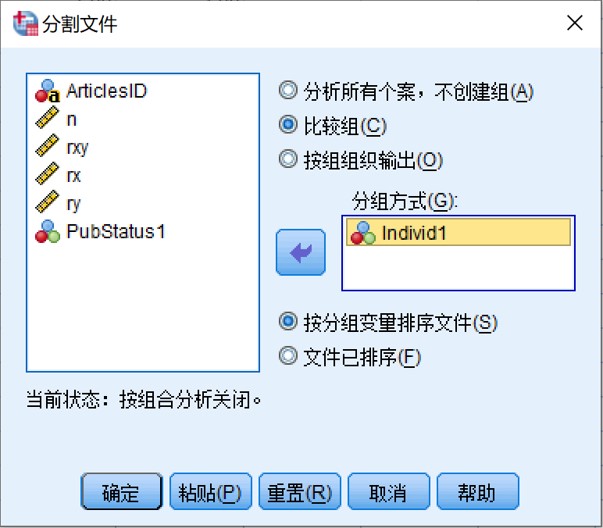 分割文件
ArticlesID
n
rxy
rx
ry
PubStatus1
分析所有个案，不创建组(A)
比较组(C)
按组组织输出(O)
分组方式(G):
Individ1
按分组变量排序文件(S)
文件已排序(F)
当前状态：按组合分析关闭。
确定 粘贴(P) 重置(R) 取消 帮助